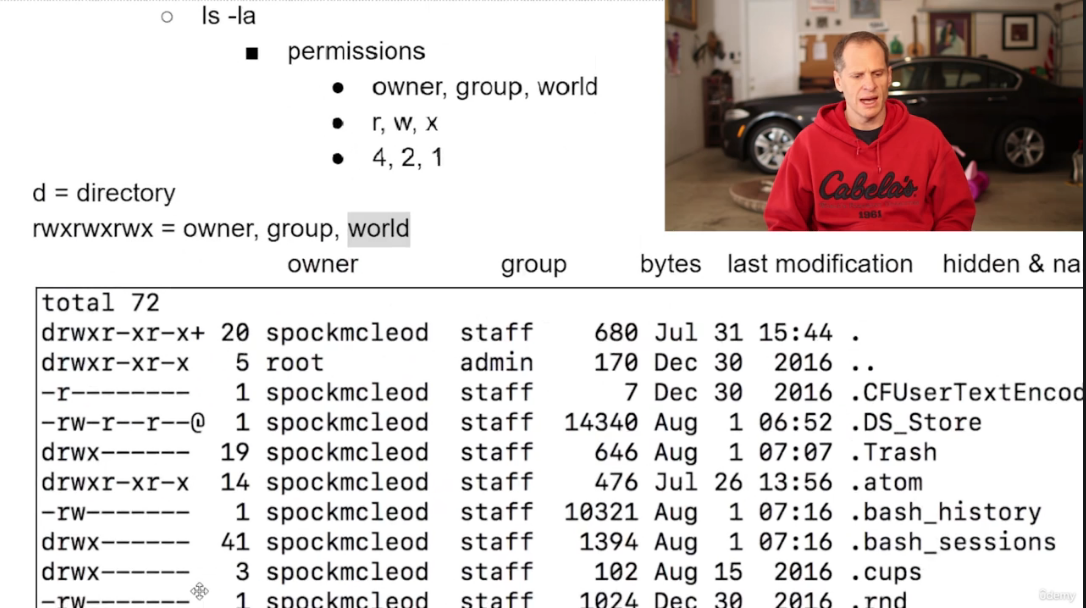 ls -la
permissions
owner, group, world
r, w, x
4, 2, 1
d = directory
rwxrwxrwx = owner, group, world
owner group bytes last modification hidden & na
total 72
drwxr-xr-x+ 20 spockmcleod staff 680 Jul 31 15:44 .
drwxr-xr-x 5 root admin 170 Dec 30 2016 ..
-r-------- 1 spockmcleod staff 7 Dec 30 2016 .CFUserTextEncod
-rw-r--r--@ 1 spockmcleod staff 14340 Aug 1 06:52 .DS_Store
drwx------ 19 spockmcleod staff 646 Aug 1 07:07 .Trash
drwxr-xr-x 14 spockmcleod staff 476 Jul 26 13:56 .atom
-rw------- 1 spockmcleod staff 10321 Aug 1 07:16 .bash_history
drwx------ 41 spockmcleod staff 1394 Aug 1 07:16 .bash_sessions
drwx------ 3 spockmcleod staff 102 Aug 15 2016 .cups
-rw------- 1 spockmcleod staff 1024 Dec 30 2016 .rnd
Cabela's
1961
ûdemy